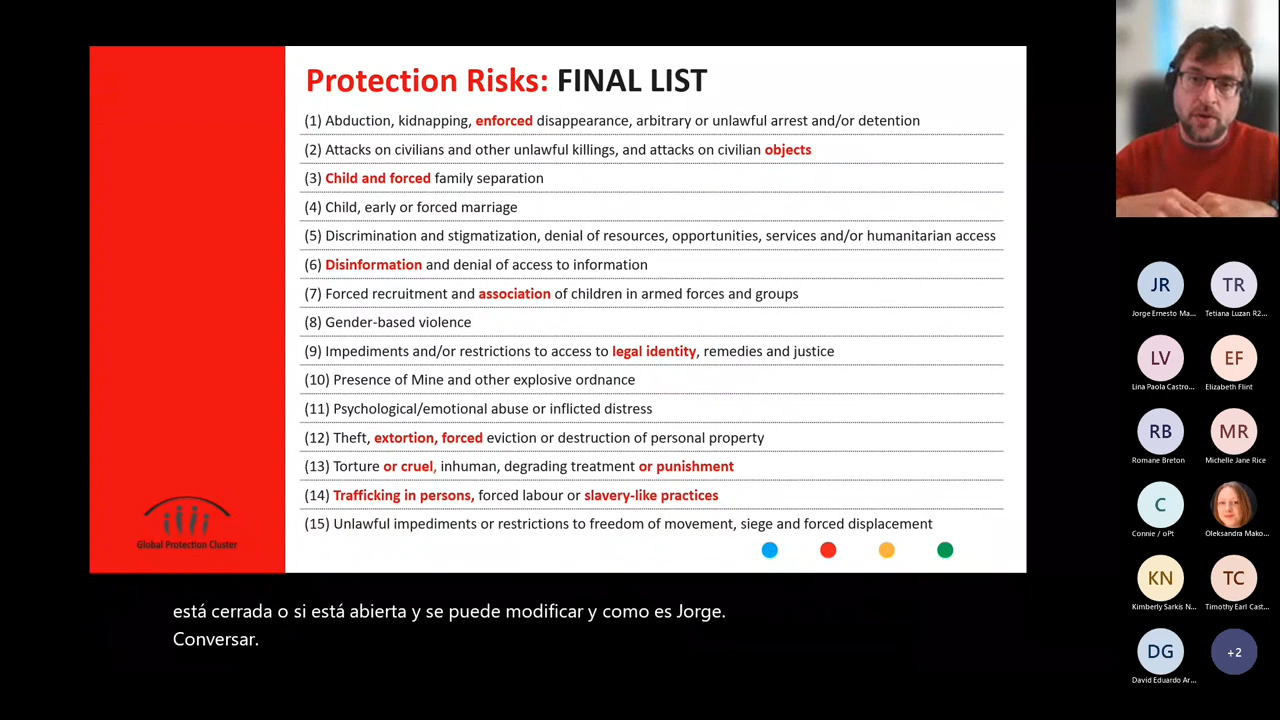 Protection Risks: FINAL LIST
(1) Abduction, kidnapping, enforced disappearance, arbitrary or unlawful arrest and/or detention
(2) Attacks on civilians and other unlawful killings, and attacks on civilian objects
(3) Child and forced family separation
(4) Child, early or forced marriage
(5) Discrimination and stigmatization, denial of resources, opportunities, services and/or humanitarian access
(6) Disinformation and denial of access to information
(7) Forced recruitment and association of children in armed forces and groups
(8) Gender-based violence
(9) Impediments and/or restrictions to access to legal identity, remedies and justice
(10) Presence of Mine and other explosive ordnance
(11) Psychological/emotional abuse or inflicted distress
(12) Theft, extortion, forced eviction or destruction of personal property
(13) Torture or cruel, inhuman, degrading treatment or punishment
(14) Trafficking in persons, forced labour or slavery-like practices
(15) Unlawful impediments or restrictions to freedom of movement, siege and forced displacement
Global Protection Cluster
está cerrada o si está abierta y se puede modificar y como es Jorge.
Conversar.
JR TR
Jorge Ernesto Ma... Tetiana Luzan R2...
LV EF
Lina Paola Castro... Elizabeth Flint
RB MR
Romane Breton Michelle Jane Rice
C
Connie / oPt Oleksandra Mako...
KN TC
Kimberly Sarkis N... Timothy Earl Cast...
DG +2
David Eduardo Ar...